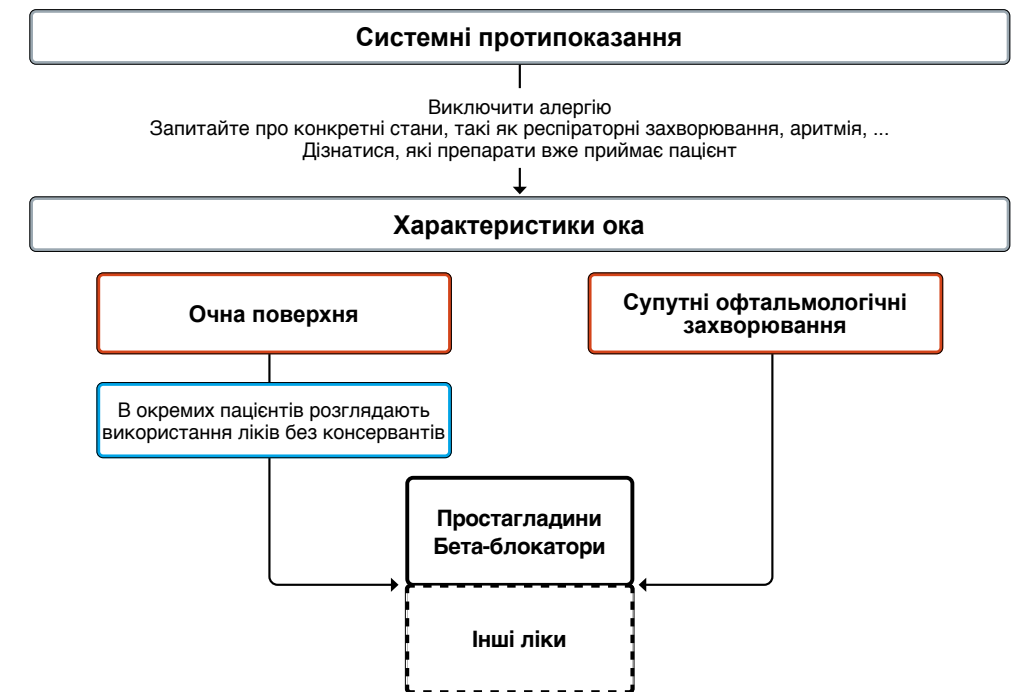 Системні протипоказання
Виключити алергію
Запитайте про конкретні стани, такі як респіраторні захворювання, аритмія, ...
Дізнатися, які препарати вже приймає пацієнт
Характеристики ока
Очна поверхня
Супутні офтальмологічні
захворювання
В окремих пацієнтів розглядають
використання ліків без консервантів
Простагладини
Бета-блокатори
Інші ліки